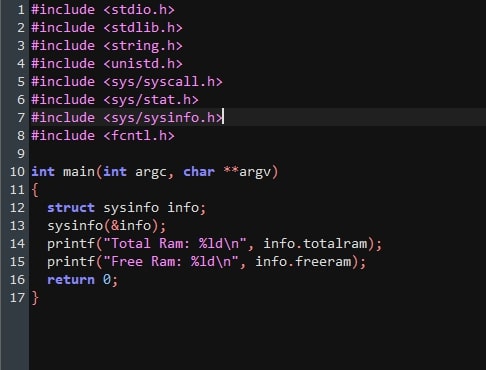 1 #include <stdio.h>
2 #include <stdlib.h>
3 #include <string.h>
4 #include <unistd.h>
5 #include <sys/syscall.h>
6 #include <sys/stat.h>
7 #include <sys/sysinfo.h>
8 #include <fcntl.h>
9
10 int main(int argc, char **argv)
11 {
12   struct sysinfo info;
13   sysinfo(&info);
14   printf("Total Ram: %ld\n", info.totalram);
15   printf("Free Ram: %ld\n", info.freeram);
16   return 0;
17 }